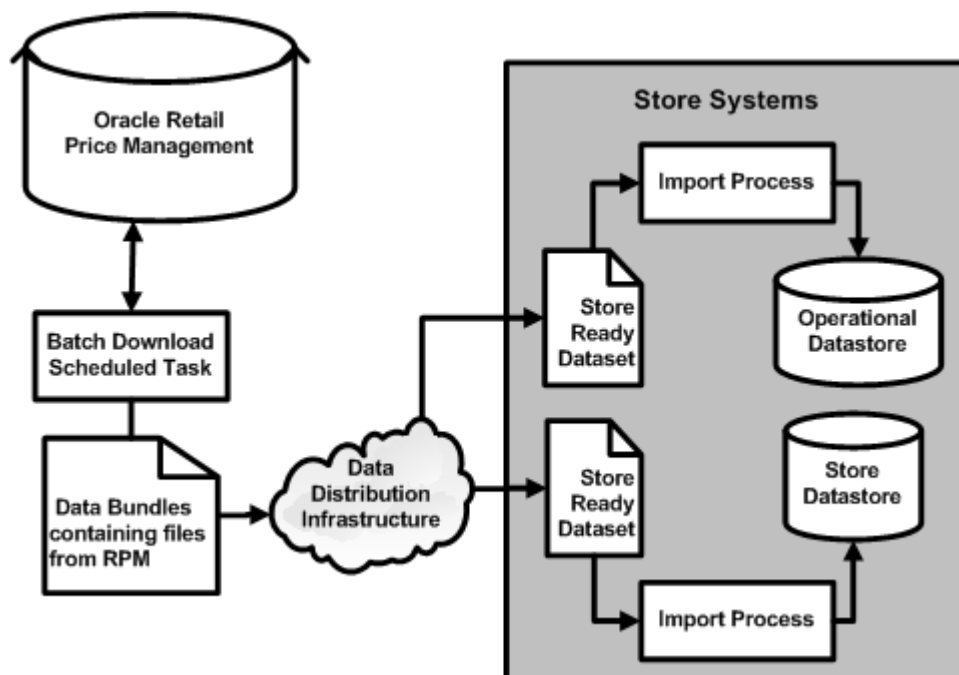 Oracle Retail
Price Management
Batch Download
Scheduled Task
Data Bundles
containing files
from RPM
Data
Distribution
Infrastructure
Store Systems
Import Process
Store
Ready
Dataset
Operational
Datastore
Store
Ready
Dataset
Store
Datastore
Import Process